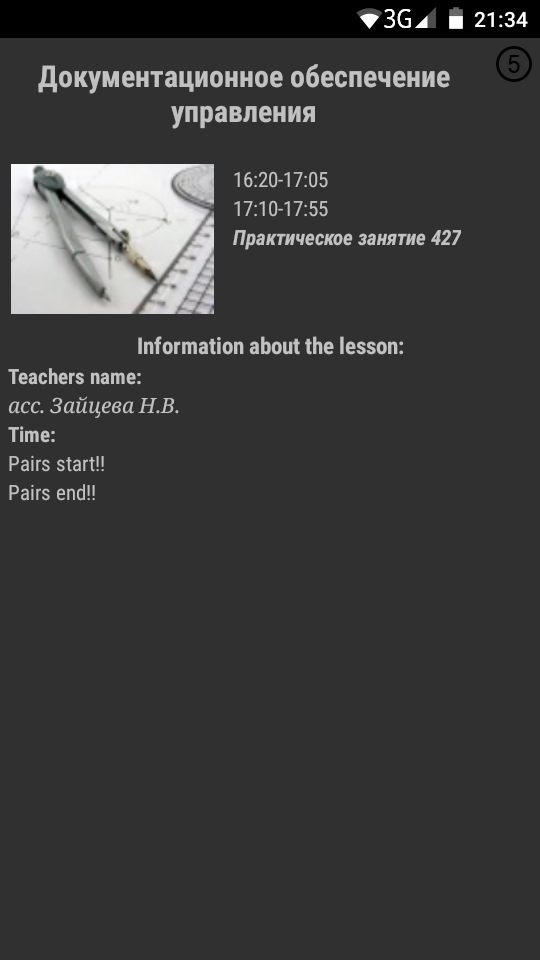 3G 21:34
5
Документационное обеспечение
управления
16:20-17:05
17:10-17:55
Практическое занятие 427
Information about the lesson:
Teachers name:
асс. Зайцева Н.В.
Time:
Pairs start!!
Pairs end!!